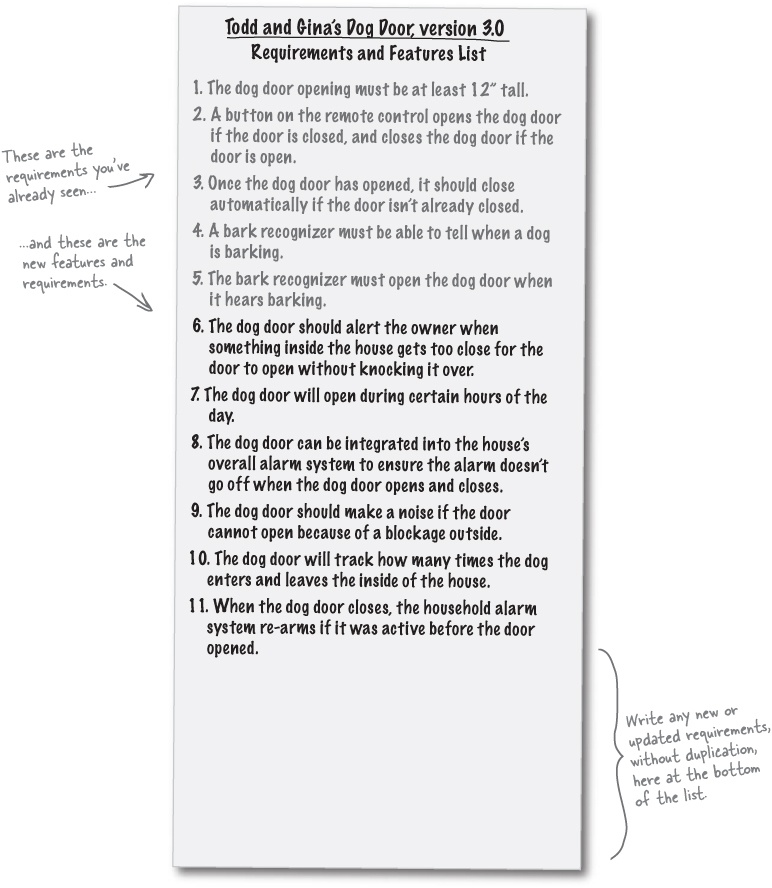 Todd and Gina's Dog Door, version 3.0
Requirements and Features List
1. The dog door opening must be at least 12" tall.
2. A button on the remote control opens the dog door
if the door is closed, and closes the dog door if the
door is open.
3. Once the dog door has opened, it should close
automatically if the door isn't already closed.
4. A bark recognizer must be able to tell when a dog
is barking.
5. The bark recognizer must open the dog door when
it hears barking.
6. The dog door should alert the owner when
something inside the house gets too close for the
door to open without knocking it over.
7. The dog door will open during certain hours of the
day.
8. The dog door can be integrated into the house's
overall alarm system to ensure the alarm doesn't
go off when the dog door opens and closes.
9. The dog door should make a noise if the door
cannot open because of a blockage outside.
10. The dog door will track how many times the dog
enters and leaves the inside of the house.
11. When the dog door closes, the household alarm
system re-arms if it was active before the door
opened.
These are the
requirements you've
already seen...
...and these are the
new features and
requirements.
Write any new or
updated requirements,
without duplication,
here at the bottom
of the list.